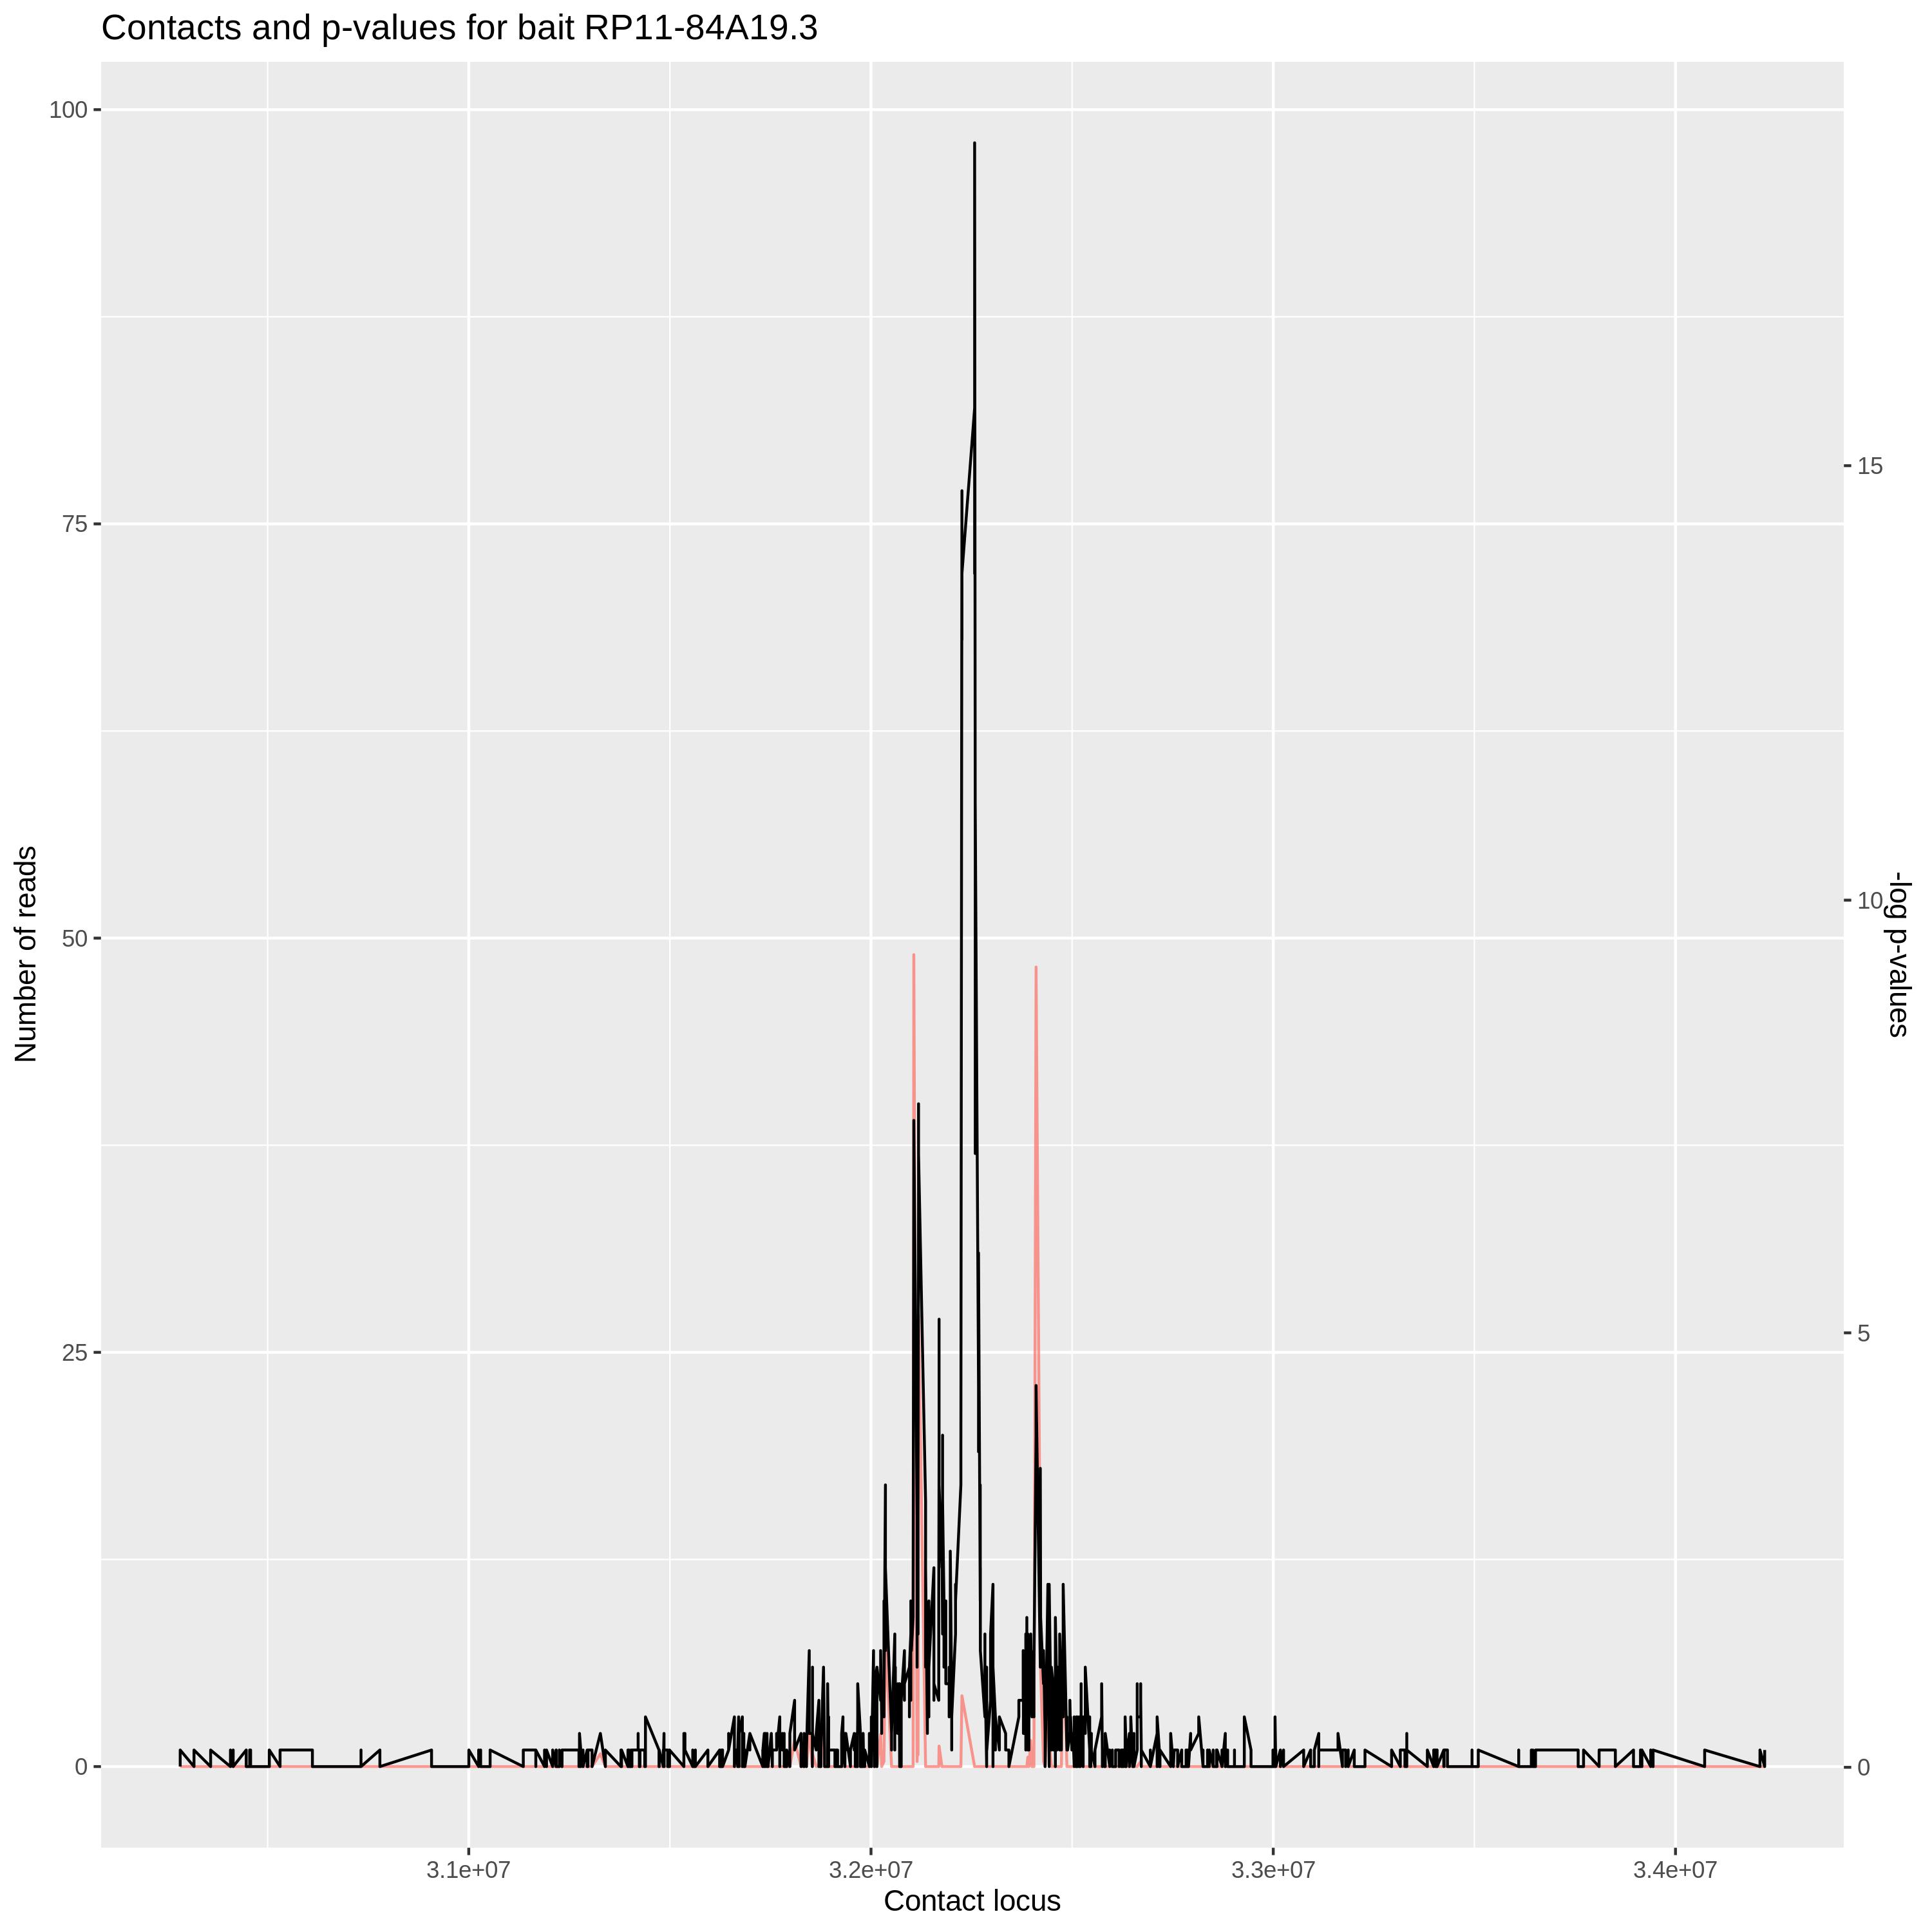 Contacts and p-values for bait RP11-84A19.3
100
75
50
25
0
Number of reads
15
10
5
0
-log p-values
3.1e+07
3.2e+07
3.3e+07
3.4e+07
Contact locus